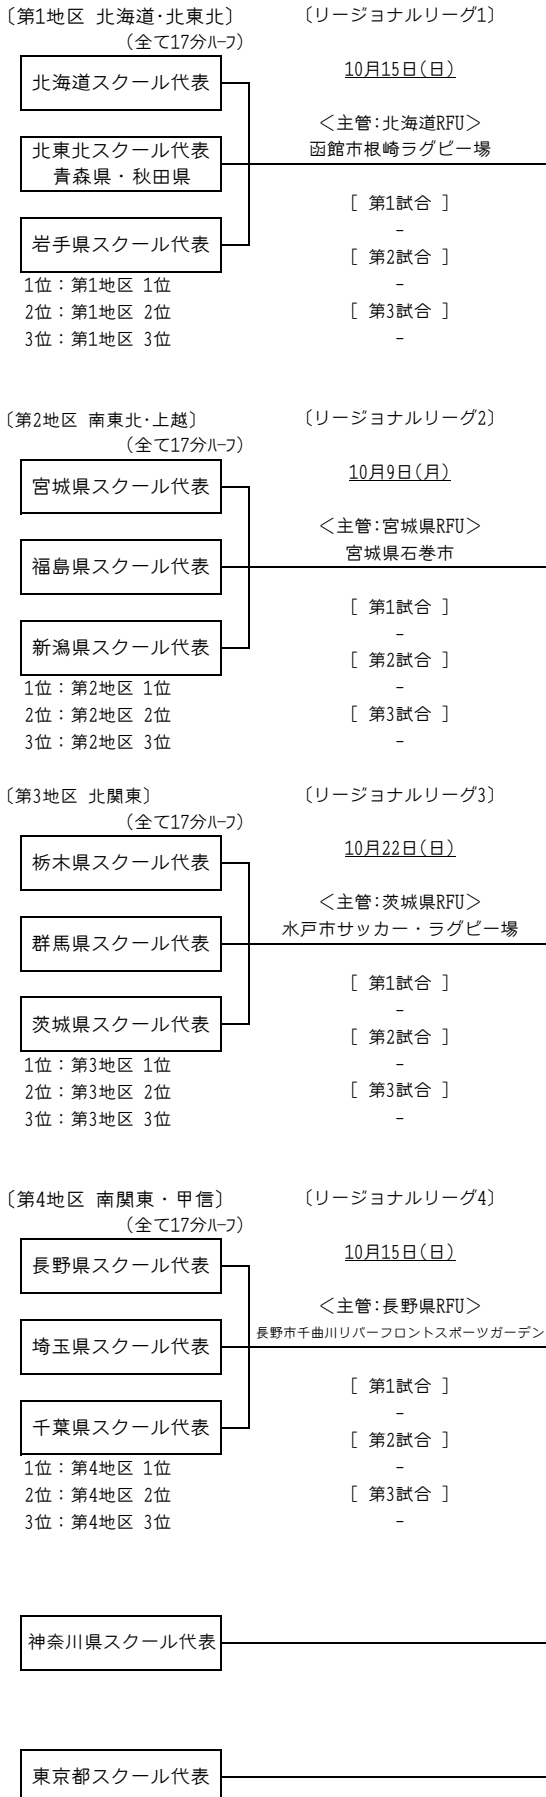 〔第1地区 北海道･北東北〕
〔リージョナルリーグ1〕
(全て17分ﾊｰﾌ)
10月15日(日)
北海道スクール代表
＜主管:北海道RFU＞
函館市根崎ラグビー場
北東北スクール代表
青森県・秋田県
[ 第1試合 ]
-
岩手県スクール代表
[ 第2試合 ]
-
1位：第1地区 1位
2位：第1地区 2位
3位：第1地区 3位
[ 第3試合 ]
-
〔第2地区 南東北･上越〕
〔リージョナルリーグ2〕
(全て17分ﾊｰﾌ)
10月9日(月)
宮城県スクール代表
＜主管:宮城県RFU＞
宮城県石巻市
福島県スクール代表
[ 第1試合 ]
-
新潟県スクール代表
[ 第2試合 ]
-
1位：第2地区 1位
2位：第2地区 2位
3位：第2地区 3位
[ 第3試合 ]
-
〔第3地区 北関東〕
〔リージョナルリーグ3〕
(全て17分ﾊｰﾌ)
10月22日(日)
栃木県スクール代表
＜主管:茨城県RFU＞
水戸市サッカー・ラグビー場
群馬県スクール代表
[ 第1試合 ]
-
茨城県スクール代表
[ 第2試合 ]
-
1位：第3地区 1位
2位：第3地区 2位
3位：第3地区 3位
[ 第3試合 ]
-
〔第4地区 南関東・甲信〕
〔リージョナルリーグ4〕
(全て17分ﾊｰﾌ)
10月15日(日)
長野県スクール代表
＜主管:長野県RFU＞
長野市千曲川リバーフロントスポーツガーデン
埼玉県スクール代表
[ 第1試合 ]
-
千葉県スクール代表
[ 第2試合 ]
-
1位：第4地区 1位
2位：第4地区 2位
3位：第4地区 3位
[ 第3試合 ]
-
神奈川県スクール代表
東京都スクール代表